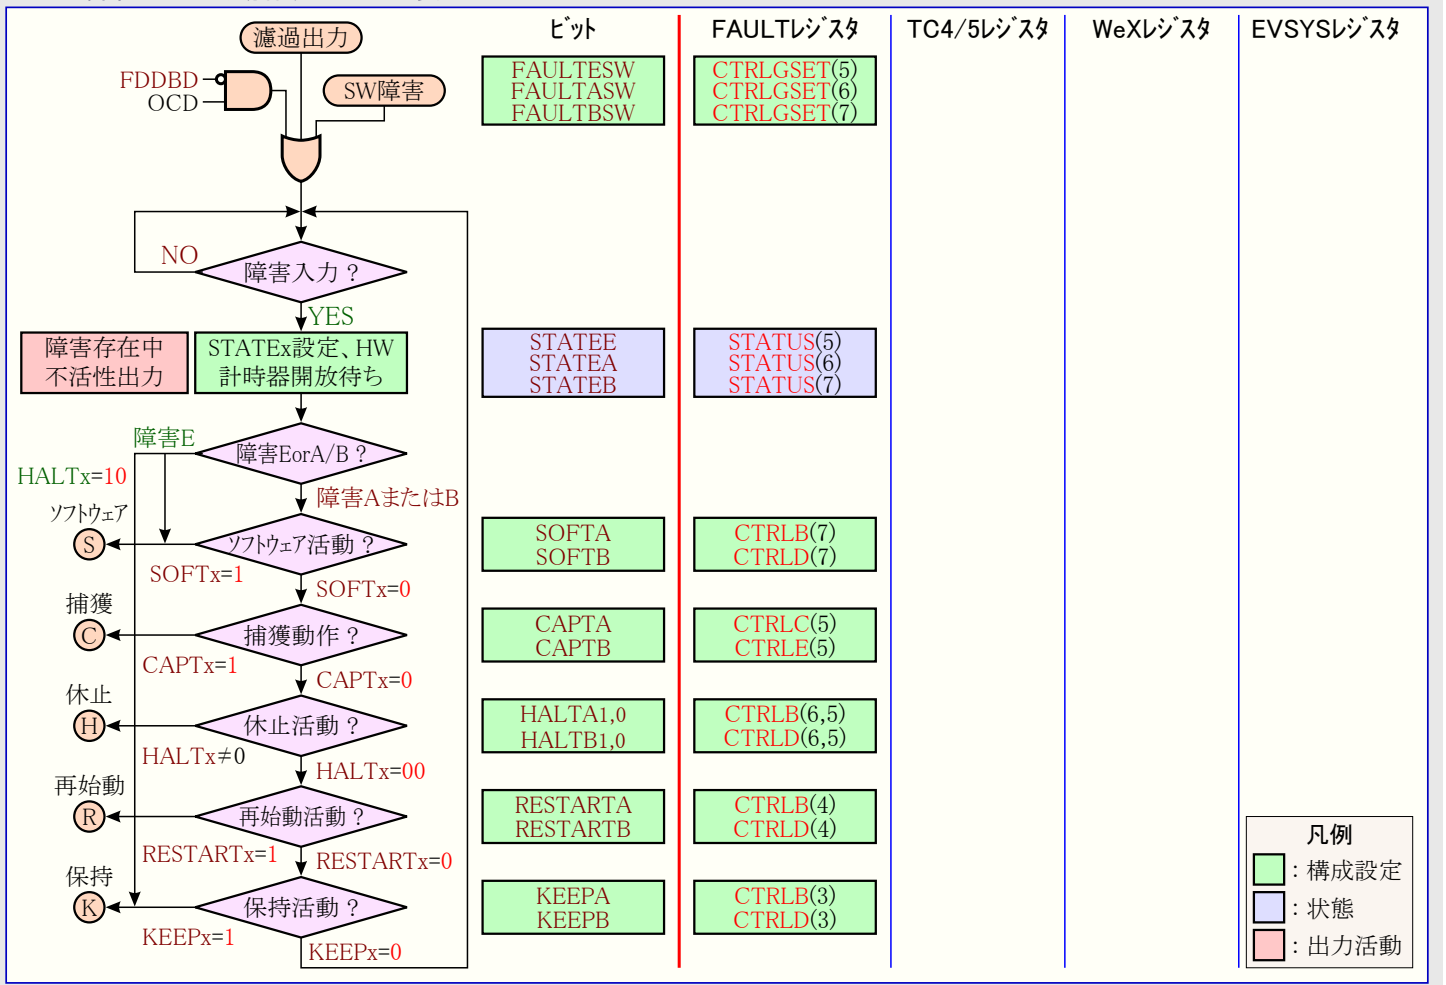 濾過出力
ビット
FAULTレジスタ
TC4/5レジスタ
WeXレジスタ
EVSYSレジスタ
FDDBD
OCD
SW障害
FAULTESW
FAULTASW
FAULTBSW
CTRLGSET(5)
CTRLGSET(6)
CTRLGSET(7)
NO
障害入力？
YES
障害存在中
不活性出力
STATEx設定、HW
計時器開放待ち
STATEE
STATEA
STATEB
STATUS(5)
STATUS(6)
STATUS(7)
障害E
障害EorA/B？
HALTx=10
障害AまたはB
ソフトウェア
S
ソフトウェア活動？
SOFTA
SOFTB
CTRLB(7)
CTRLD(7)
SOFTx=1
SOFTx=0
捕獲
C
捕獲動作？
CAPTA
CAPTB
CTRLC(5)
CTRLE(5)
CAPTx=1
CAPTx=0
休止
H
休止活動？
HALTA1,0
HALTB1,0
CTRLB(6,5)
CTRLD(6,5)
HALTx≠0
HALTx=00
再始動
R
再始動活動？
RESTARTA
RESTARTB
CTRLB(4)
CTRLD(4)
RESTARTx=1
RESTARTx=0
保持
K
保持活動？
KEEPA
KEEPB
CTRLB(3)
CTRLD(3)
KEEPx=1
KEEPx=0
凡例
：構成設定
：状態
：出力活動